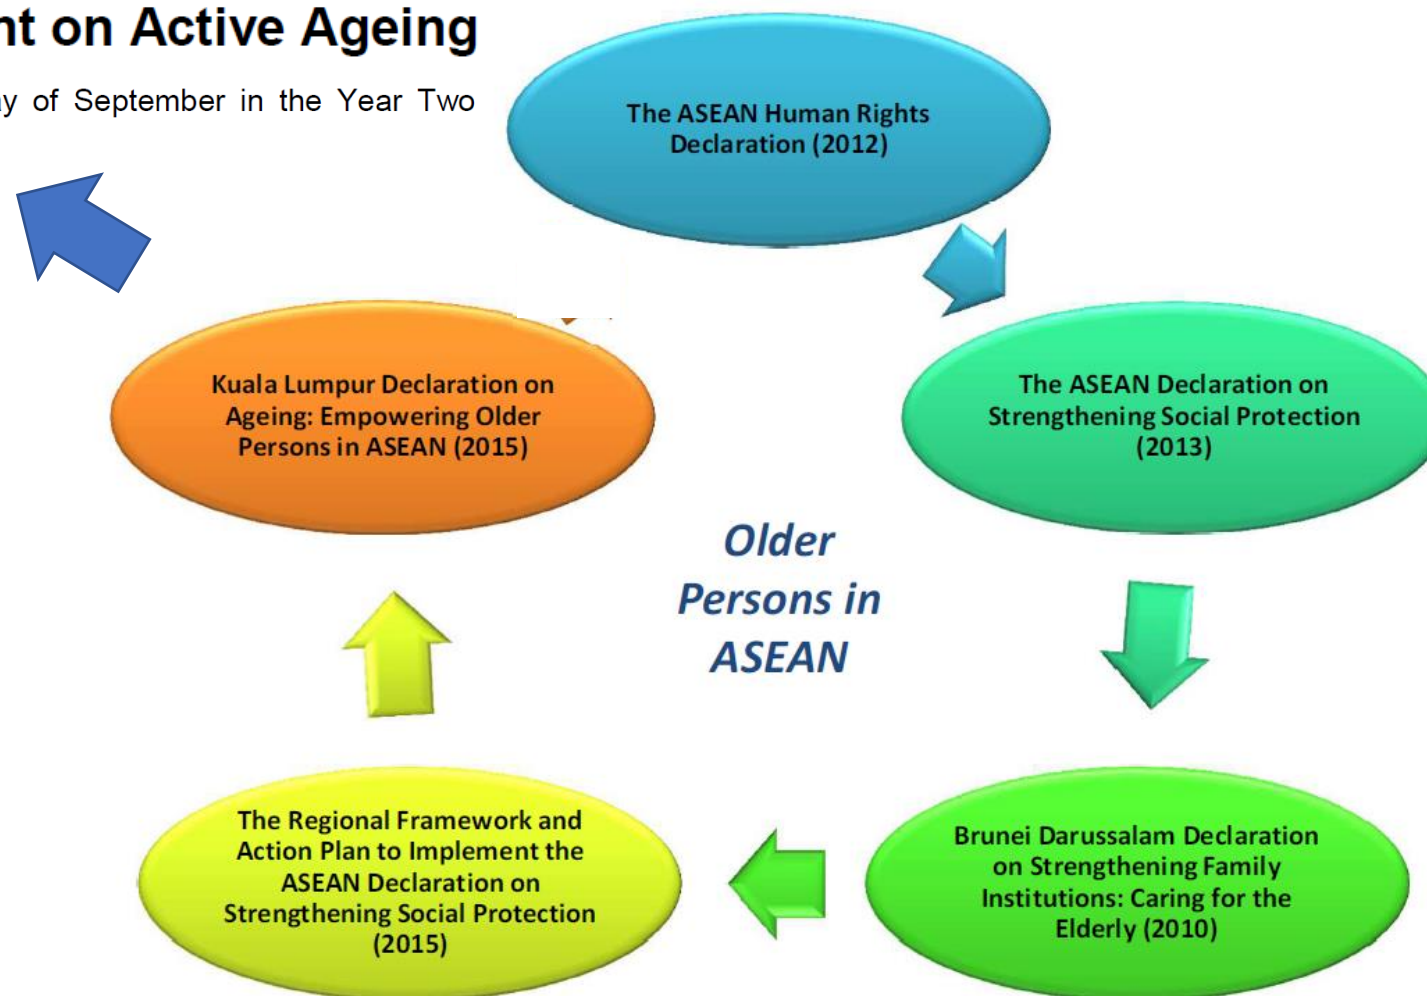 nt on Active Ageing
y of September in the Year Two
The ASEAN Human Rights
Declaration (2012)
The ASEAN Declaration on
Strengthening Social Protection
(2013)
Brunei Darussalam Declaration
on Strengthening Family
Institutions: Caring for the
Elderly (2010)
The Regional Framework and
Action Plan to Implement the
ASEAN Declaration on
Strengthening Social Protection
(2015)
Kuala Lumpur Declaration on
Ageing: Empowering Older
Persons in ASEAN (2015)
Older
Persons in
ASEAN